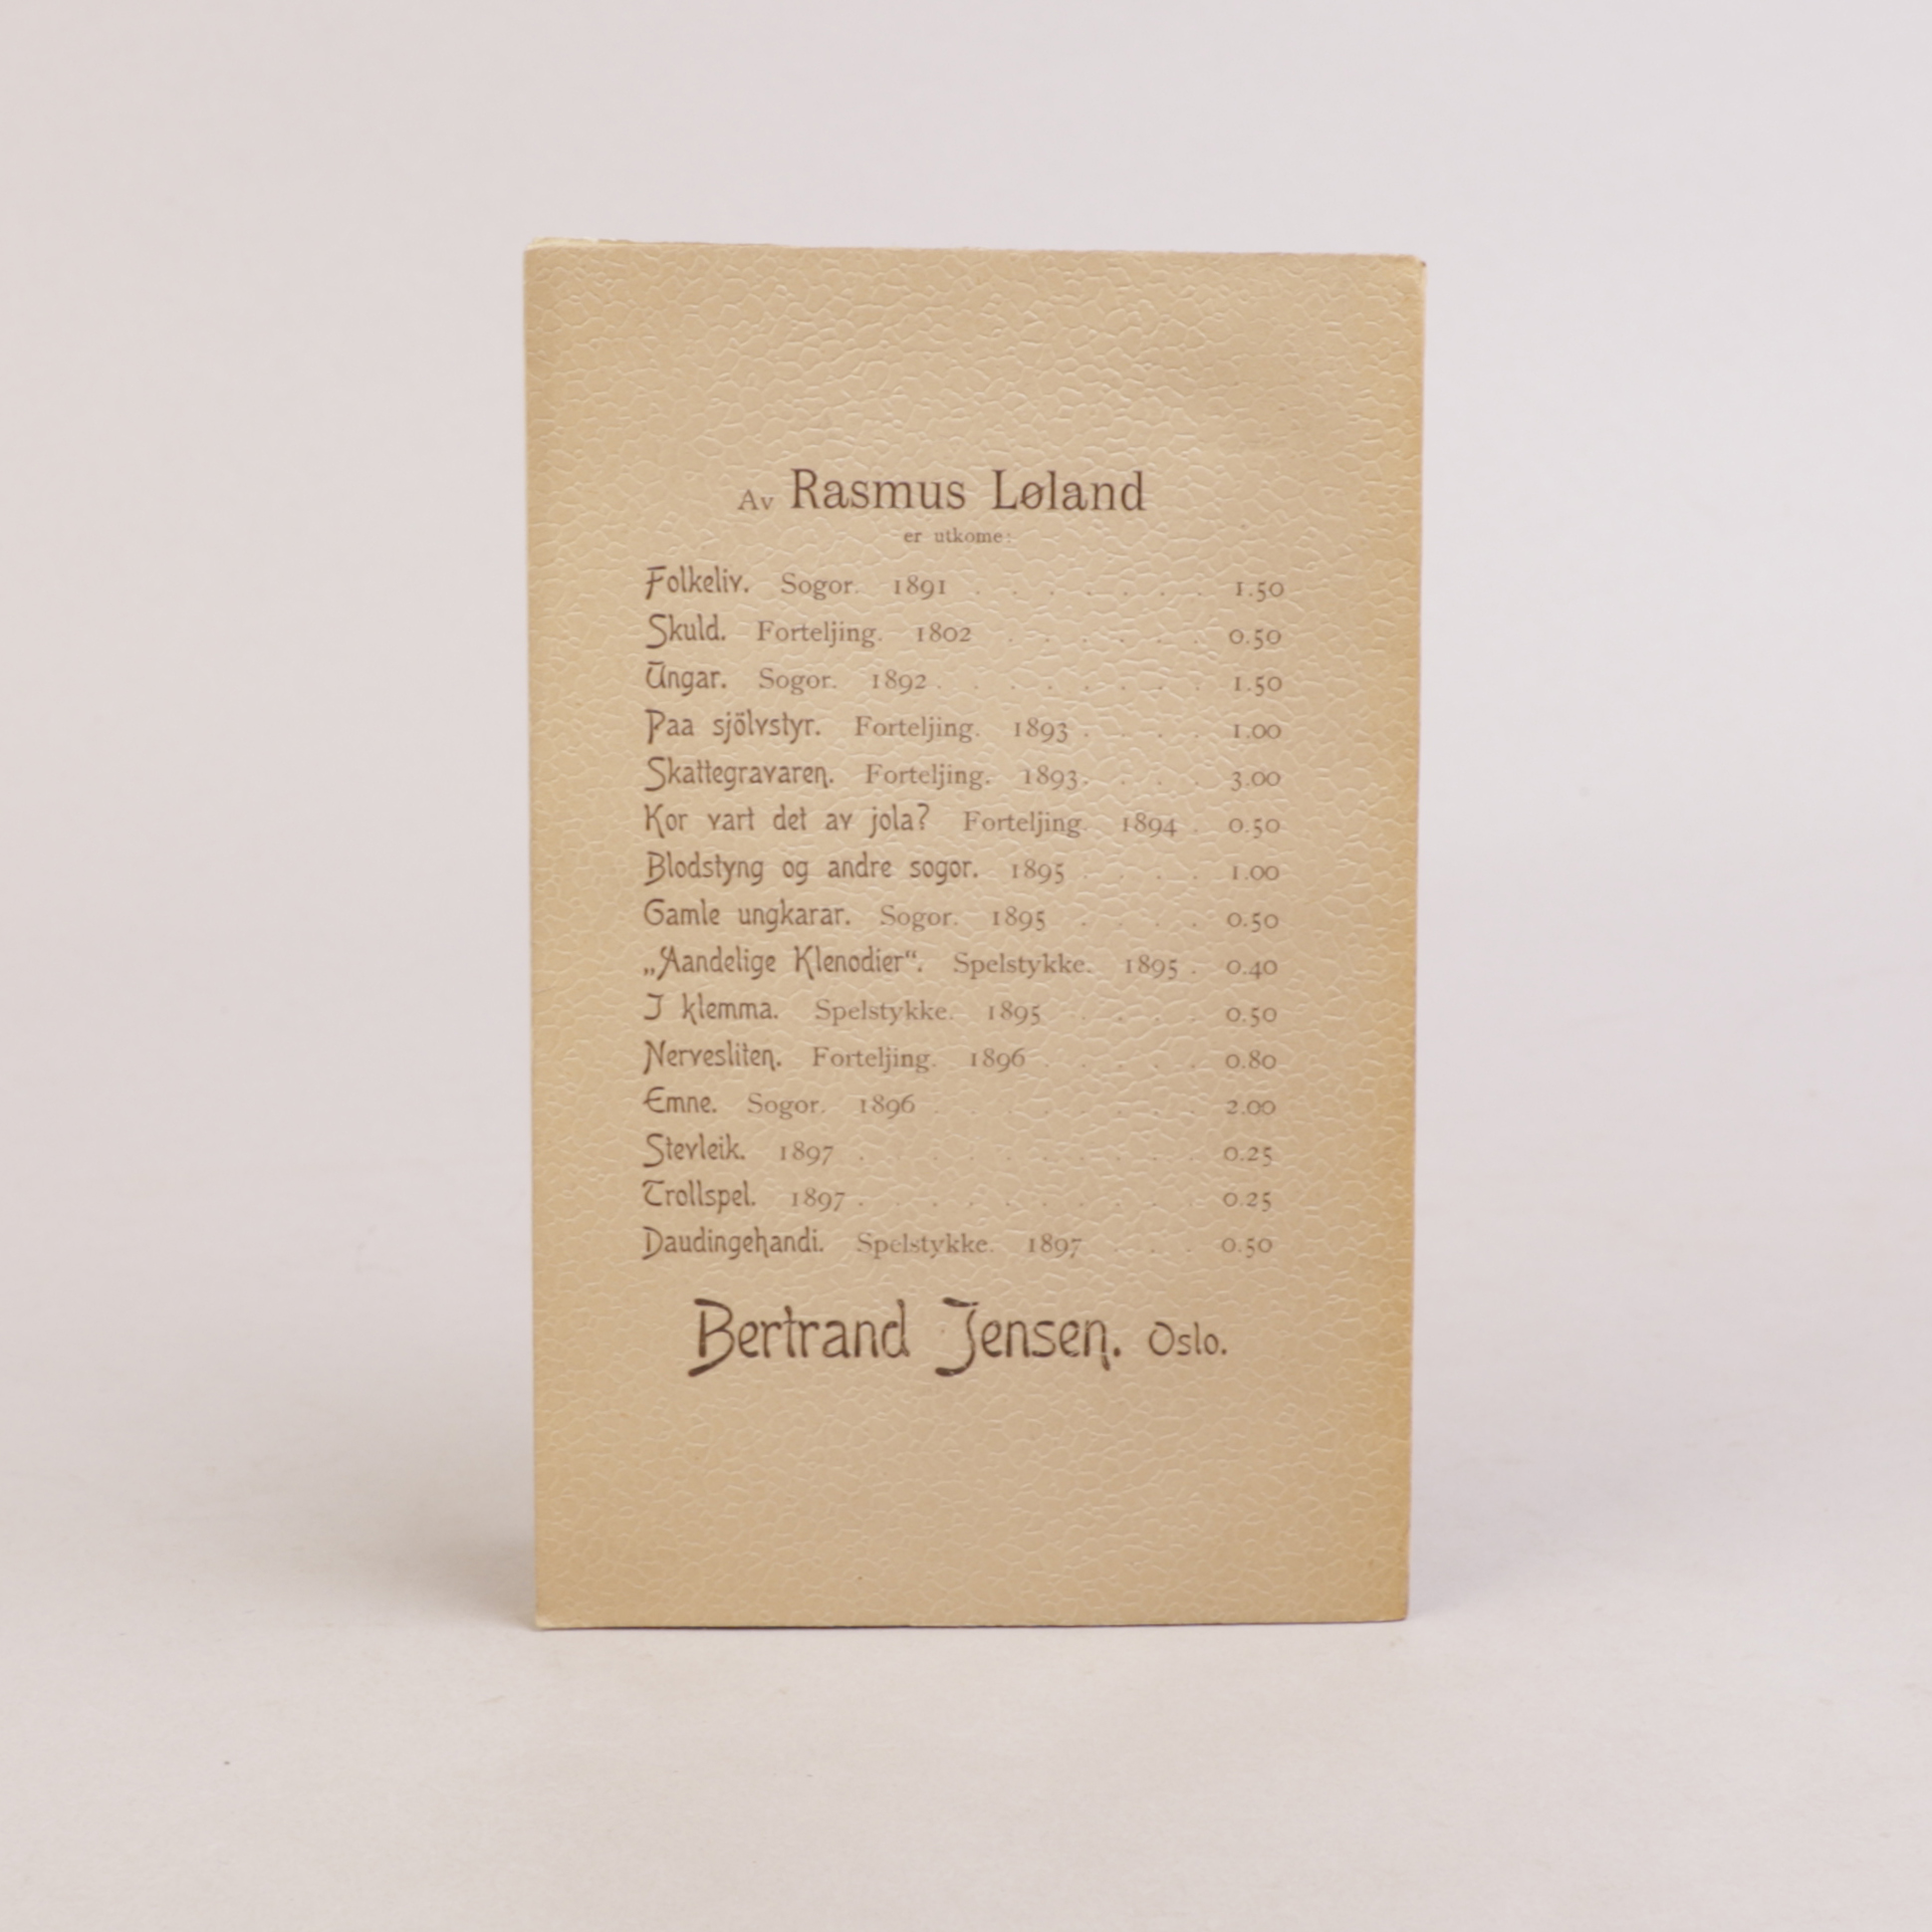 Av Rasmus Løland
er utkome:
Folkeliv. Sogor. 1891 . . . . . . . 1.50
Skuld. Forteljing. 1802 . . . . . . 0.50
Ungar. Sogor. 1892 . . . . . . . . 1.50
Paa sjölvstyr. Forteljing. 1893 . . . . 1.00
Skattegravaren. Forteljing. 1893 . . . . 3.00
Kor vart det av jola? Forteljing. 1894 . 0.50
Blodstyng og andre sogor. 1895 . . . . 1.00
Gamle ungkarar. Sogor. 1895 . . . . 0.50
„Aandelige Klenodier“. Spelstykke. 1895 . 0.40
I klemma. Spelstykke. 1895 . . . . 0.50
Nervesliten. Forteljing. 1896 . . . . . 0.80
Emne. Sogor. 1896 . . . . . . . . 2.00
Stevleik. 1897 . . . . . . . . . . 0.25
Trollspel. 1897 . . . . . . . . . . 0.25
Daudingehandi. Spelstykke. 1897 . . . 0.50
Bertrand Jensen. Oslo.